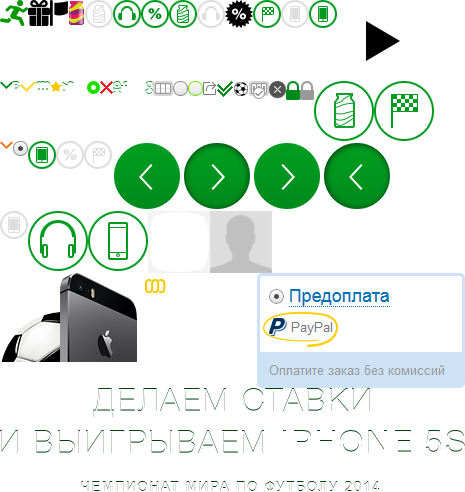 Предоплата
PayPal
Оплатите заказ без комиссий
ДЕЛАЕМ СТАВКИ
И ВЫИГРЫВАЕМ IPHONE 5S
ЧЕМПИОНАТ МИРА ПО ФУТБОЛУ 2014